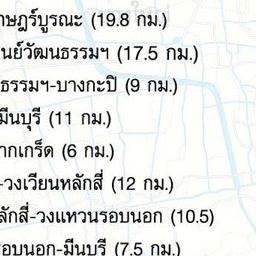 าษฎร์บูรณะ (19.8 กม.)
นย์วัฒนธรรมฯ (17.5 กม.)
ธรรมฯ-บางกะปิ (9 กม.)
มีนบุรี (11 กม.)
ากเกร็ด (6 กม.)
-วงเวียนหลักสี่ (12 กม.)
ลักสี่-วงแหวนรอบนอก (10.5)
รอบนอก-มีนบุรี (7.5 กม.)